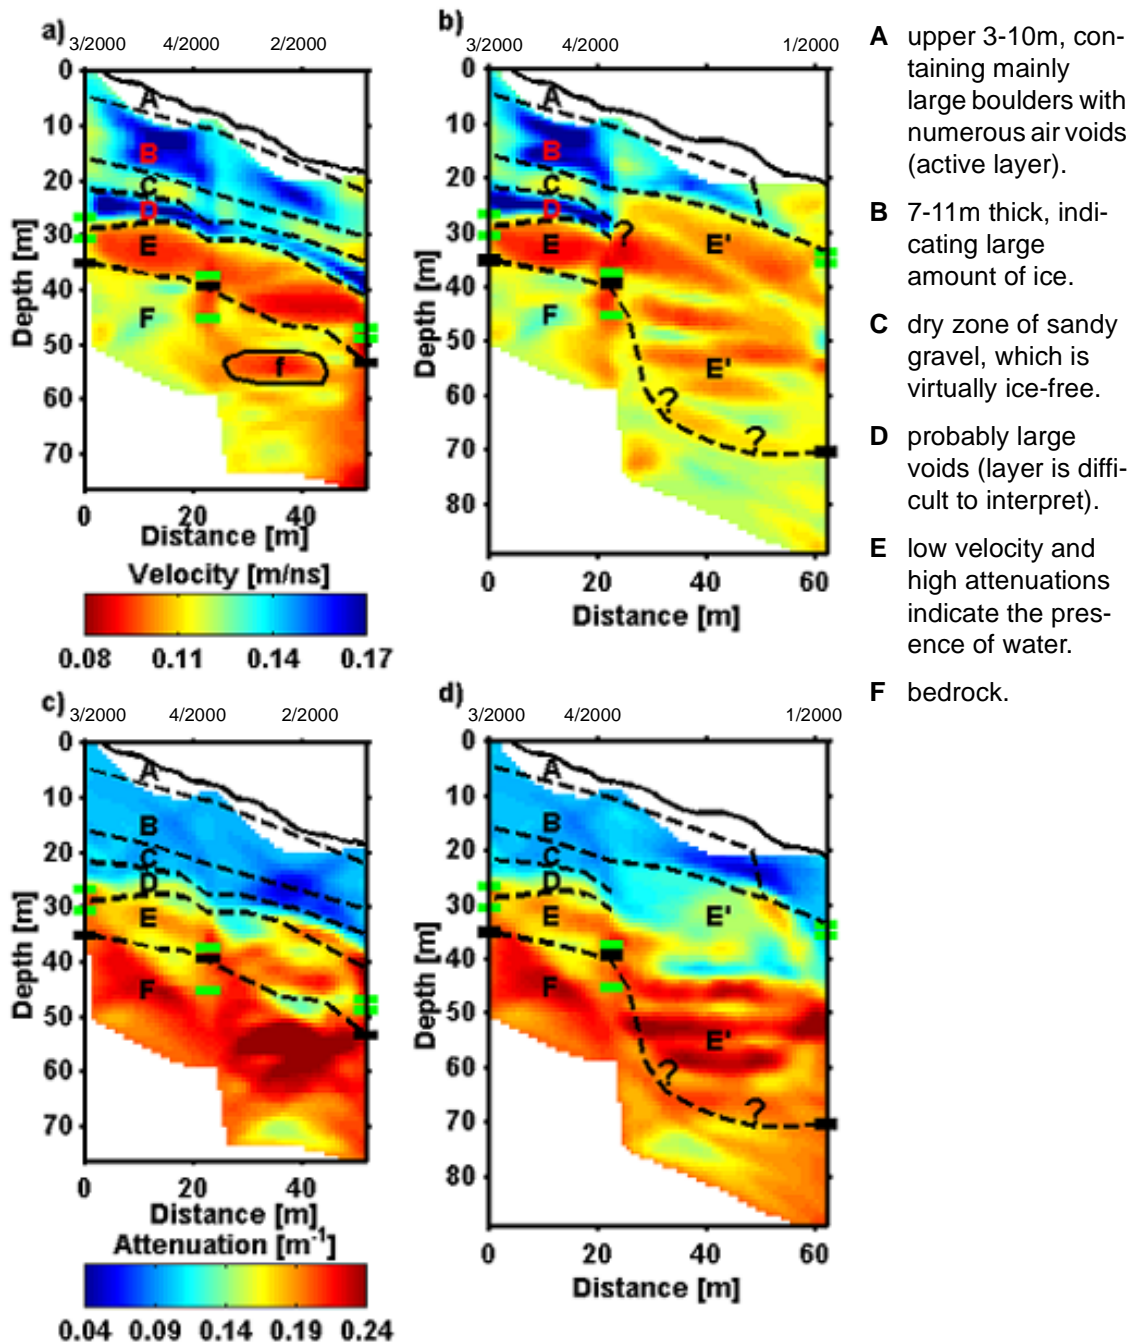 a)
3/2000 4/2000 2/2000
0
10
20
30
40
50
60
70
Depth [m]
A
B
C
D
E
F
f
0 20 40
Distance [m]
Velocity [m/ns]
0.08 0.11 0.14 0.17
b)
3/2000 4/2000 1/2000
0
10
20
30
40
50
60
70
80
Depth [m]
A
B
C
D
?
E E'
F
E'
?
?
0 20 40 60
Distance [m]
A upper 3-10m, con-
taining mainly
large boulders with
numerous air voids
(active layer).
B 7-11m thick, indi-
cating large
amount of ice.
C dry zone of sandy
gravel, which is
virtually ice-free.
D probably large
voids (layer is diffi-
cult to interpret).
E low velocity and
high attenuations
indicate the pres-
ence of water.
F bedrock.
c)
3/2000 4/2000 2/2000
0
10
20
30
40
50
60
70
Depth [m]
A
B
C
D
E
F
0 20 40
Distance [m]
Attenuation [m⁻¹]
0.04 0.09 0.14 0.19 0.24
d)
3/2000 4/2000 1/2000
0
10
20
30
40
50
60
70
80
Depth [m]
A
B
C
D
E E'
F
E'
?
?
0 20 40 60
Distance [m]